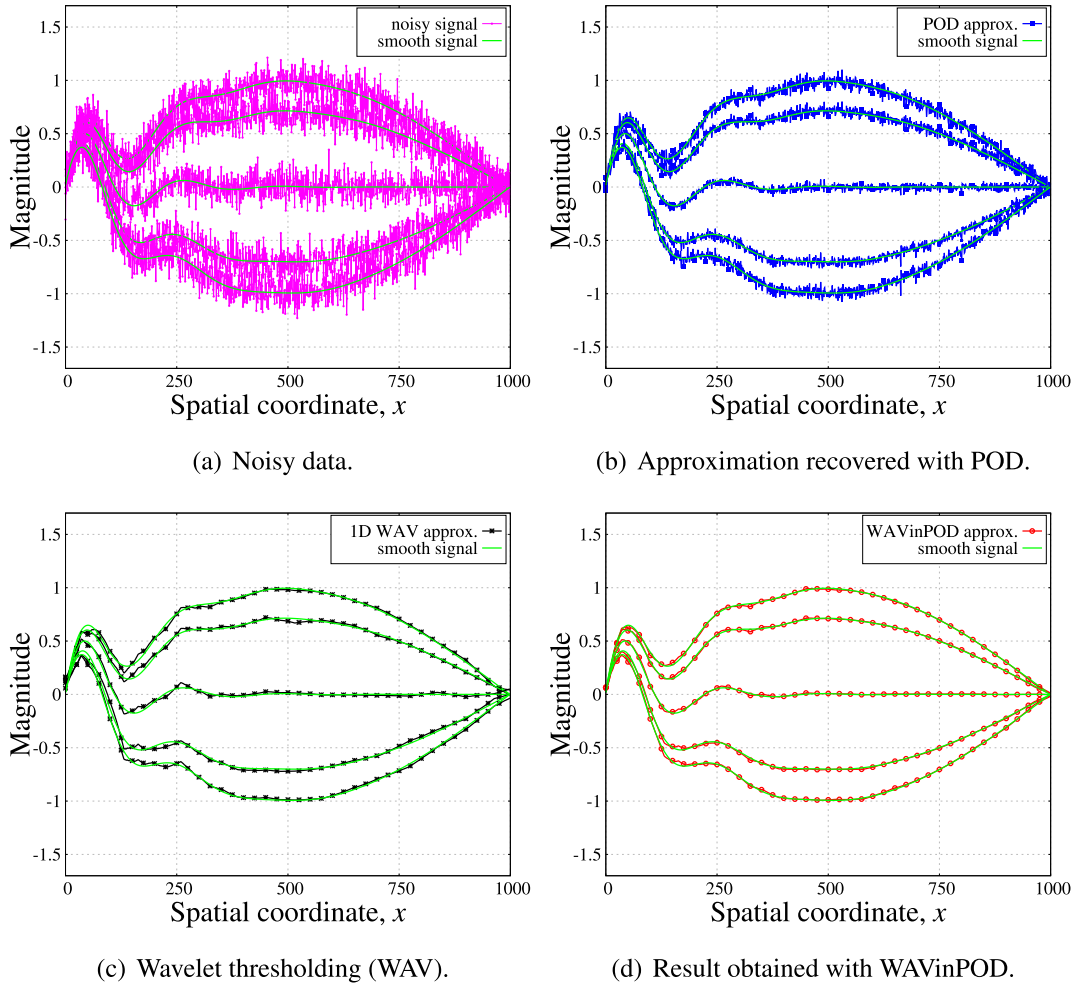 noisy signal
smooth signal
1.5
1
0.5
0
-0.5
-1
-1.5
Magnitude
0 250 500 750 1000
Spatial coordinate, x
(a) Noisy data.
POD approx.
smooth signal
1.5
1
0.5
0
-0.5
-1
-1.5
Magnitude
0 250 500 750 1000
Spatial coordinate, x
(b) Approximation recovered with POD.
1D WAV approx.
smooth signal
1.5
1
0.5
0
-0.5
-1
-1.5
Magnitude
0 250 500 750 1000
Spatial coordinate, x
(c) Wavelet thresholding (WAV).
WAVinPOD approx.
smooth signal
1.5
1
0.5
0
-0.5
-1
-1.5
Magnitude
0 250 500 750 1000
Spatial coordinate, x
(d) Result obtained with WAVinPOD.